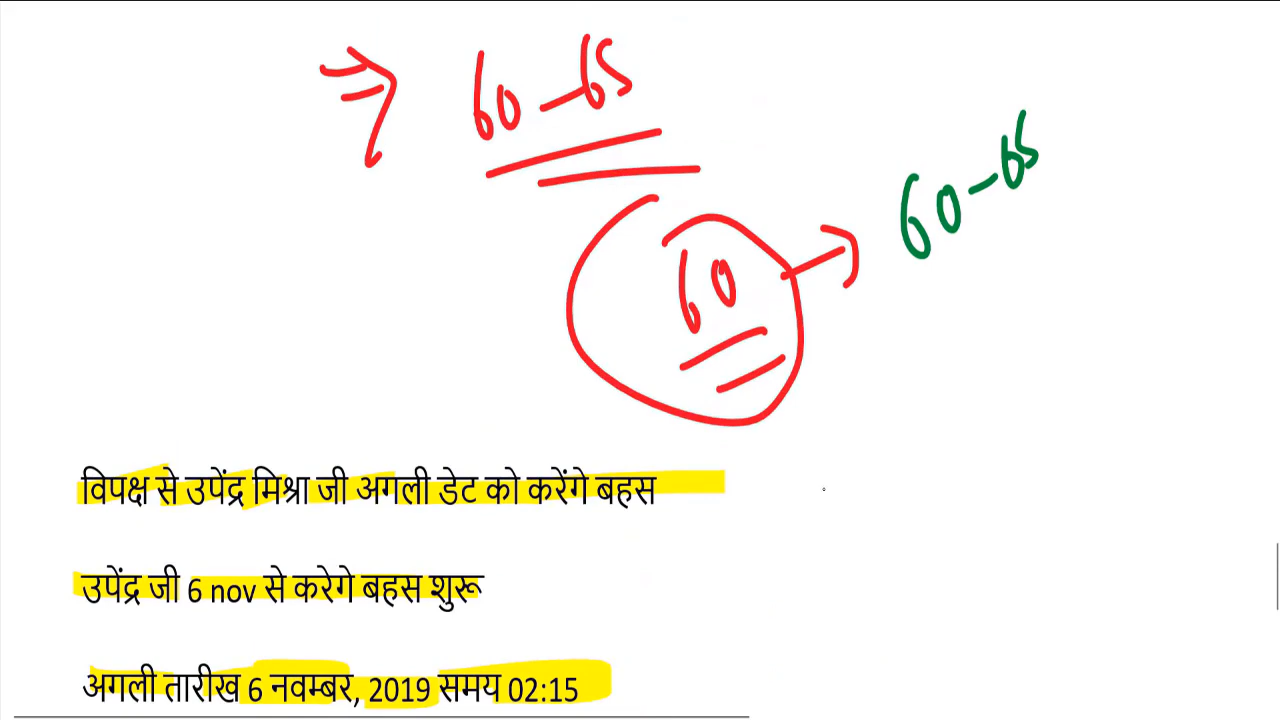 60-65
60-65
60
विपक्ष से उपेंद्र मिश्रा जी अगली डेट को करेंगे बहस
उपेंद्र जी 6 nov से करेगे बहस शुरू
अगली तारीख 6 नवम्बर, 2019 समय 02:15